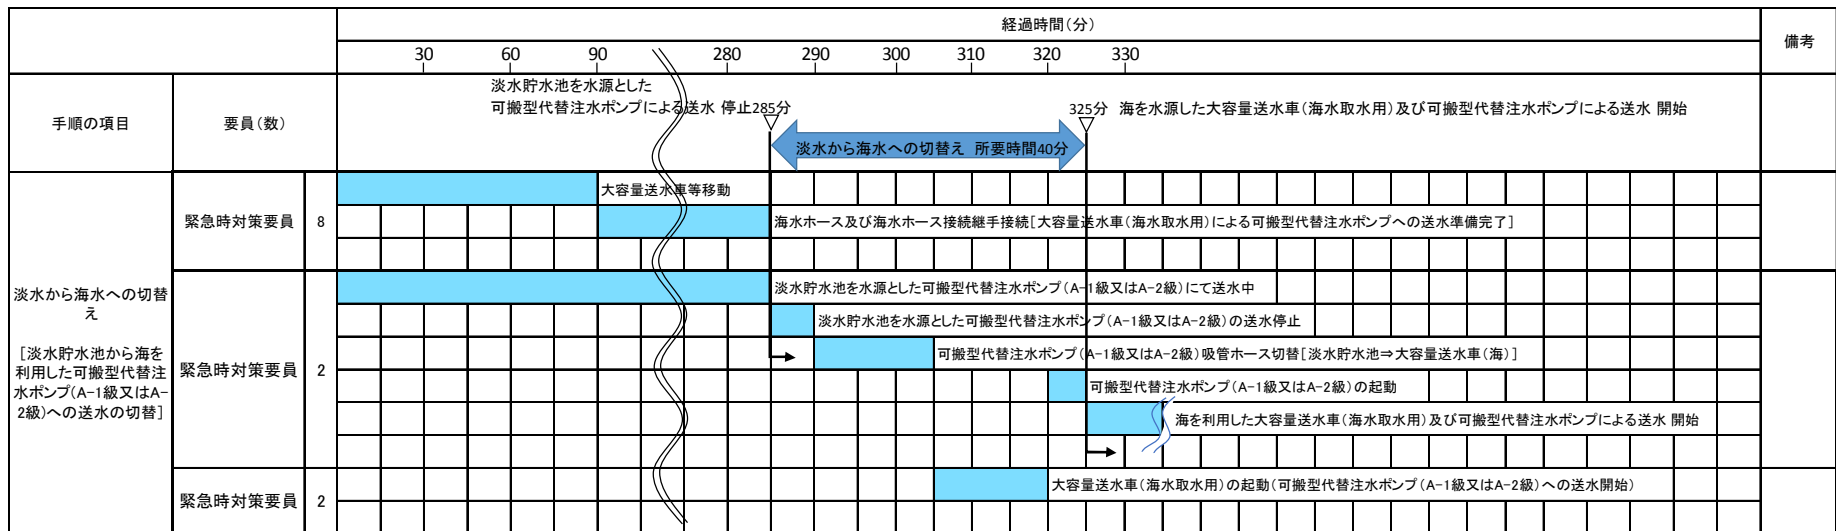 経過時間(分)
備考
30
60
90
280
290
300
310
320
330
手順の項目
要員(数)
淡水貯水池を水源とした
可搬型代替注水ポンプによる送水 停止285分
325分 海を水源した大容量送水車(海水取水用)及び可搬型代替注水ポンプによる送水 開始
淡水から海水への切替え 所要時間40分
淡水から海水への切替
え
[淡水貯水池から海を
利用した可搬型代替注
水ポンプ(A-1級又はA-
2級)への送水の切替]
緊急時対策要員
8
大容量送水車等移動
海水ホース及び海水ホース接続継手接続[大容量送水車(海水取水用)による可搬型代替注水ポンプへの送水準備完了]
緊急時対策要員
2
淡水貯水池を水源とした可搬型代替注水ポンプ(A-1級又はA-2級)にて送水中
淡水貯水池を水源とした可搬型代替注水ポンプ(A-1級又はA-2級)の送水停止
可搬型代替注水ポンプ(A-1級又はA-2級)吸管ホース切替[淡水貯水池⇒大容量送水車(海)]
可搬型代替注水ポンプ(A-1級又はA-2級)の起動
海を利用した大容量送水車(海水取水用)及び可搬型代替注水ポンプによる送水 開始
緊急時対策要員
2
大容量送水車(海水取水用)の起動(可搬型代替注水ポンプ(A-1級又はA-2級)への送水開始)